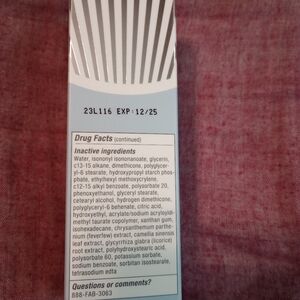 23L116 EXP:12/25
Drug Facts (continued)
Inactive ingredients
Water, isononyl isononanoate, glycerin,
c13-15 alkane, dimethicone, polyglycer-
yl-6 stearate, hydroxypropyl starch phos-
phate, ethylhexyl methoxycrylene,
c12-15 alkyl benzoate, polysorbate 20,
phenoxyethanol, glyceryl stearate,
cetearyl alcohol, hydrogen dimethicone,
polyglyceryl-6 behenate, citric acid,
hydroxyethyl, acrylate/sodium acryloyldi-
methyl taurate copolymer, xanthan gum,
isohexadecane, chrysanthemum parthe-
nium (feverfew) extract, camellia sinensis
leaf extract, glycyrrhiza glabra (licorice)
root extract, polyhydroxystearic acid,
polysorbate 60, potassium sorbate,
sodium benzoate, sorbitan isostearate,
tetrasodium edta
Questions or comments?
888-FAB-3063